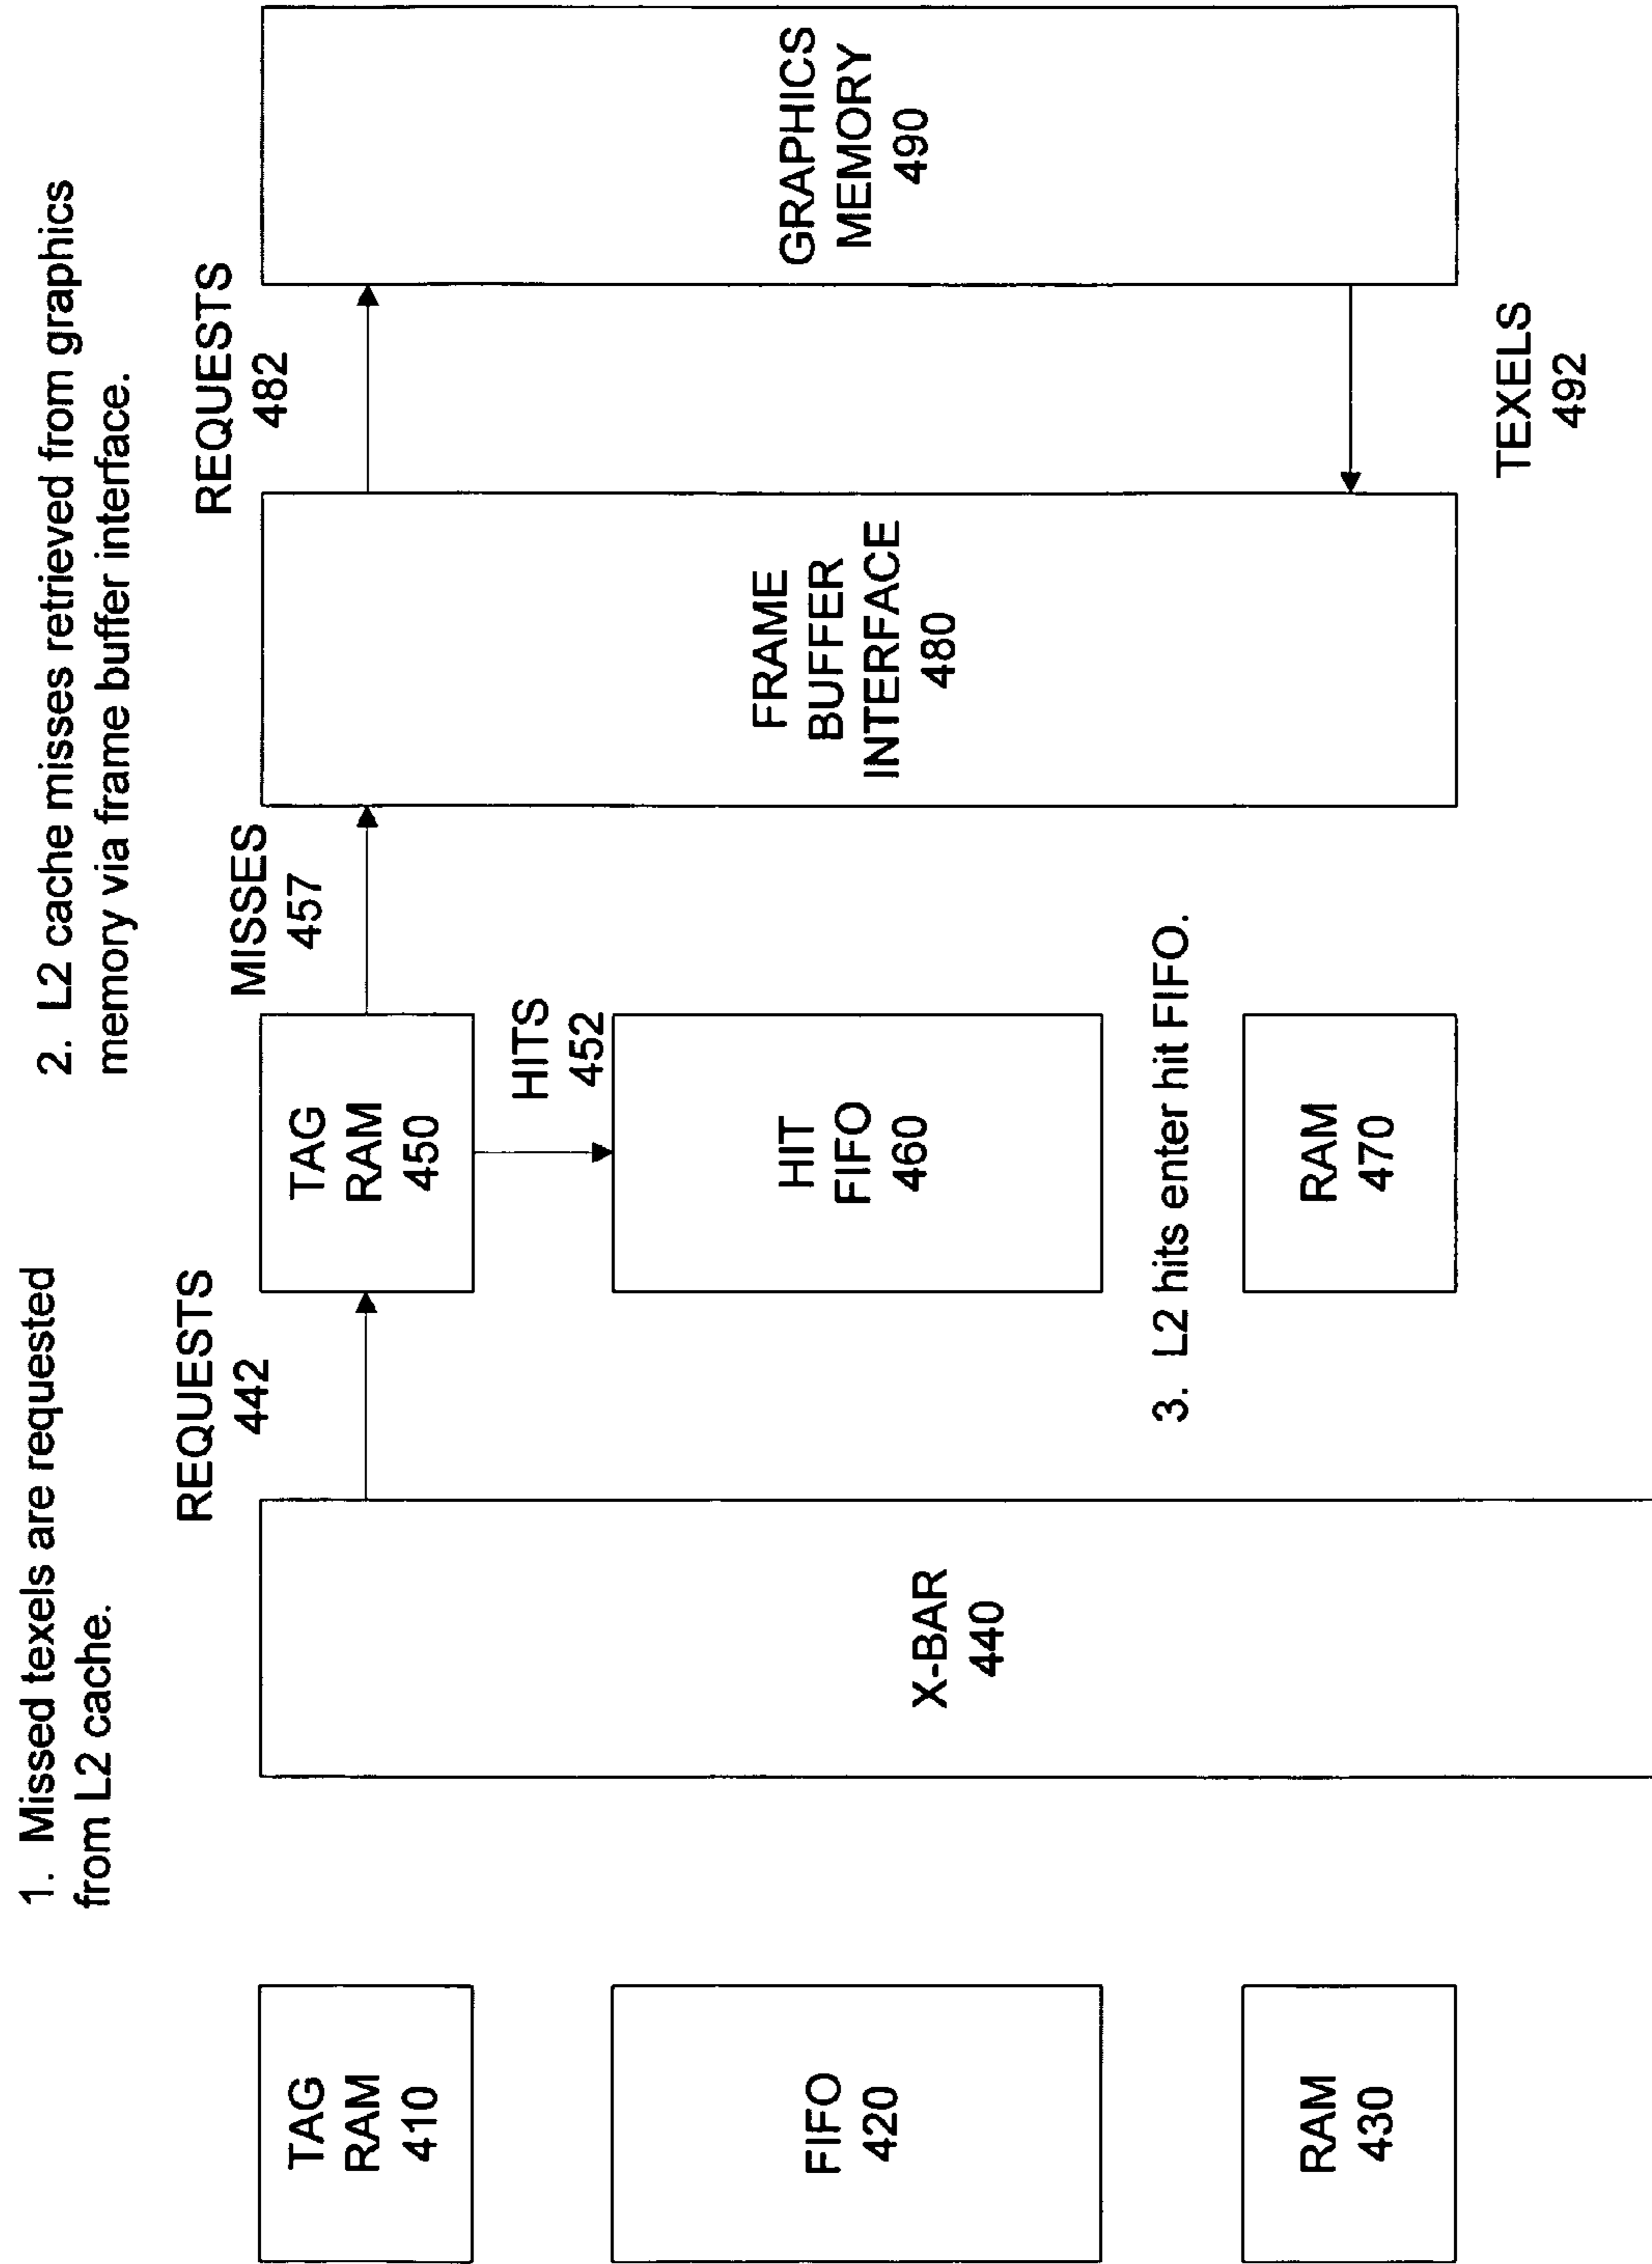 1. Missed texels are requested
from L2 cache.
2. L2 cache misses retrieved from graphics
memory via frame buffer interface.
REQUESTS
442
MISSES
457
REQUESTS
482
TAG
RAM
410
TAG
RAM
450
HITS
452
FIFO
420
X-BAR
440
HIT
FIFO
460
FRAME
BUFFER
INTERFACE
480
GRAPHICS
MEMORY
490
3. L2 hits enter hit FIFO.
RAM
430
RAM
470
TEXELS
492